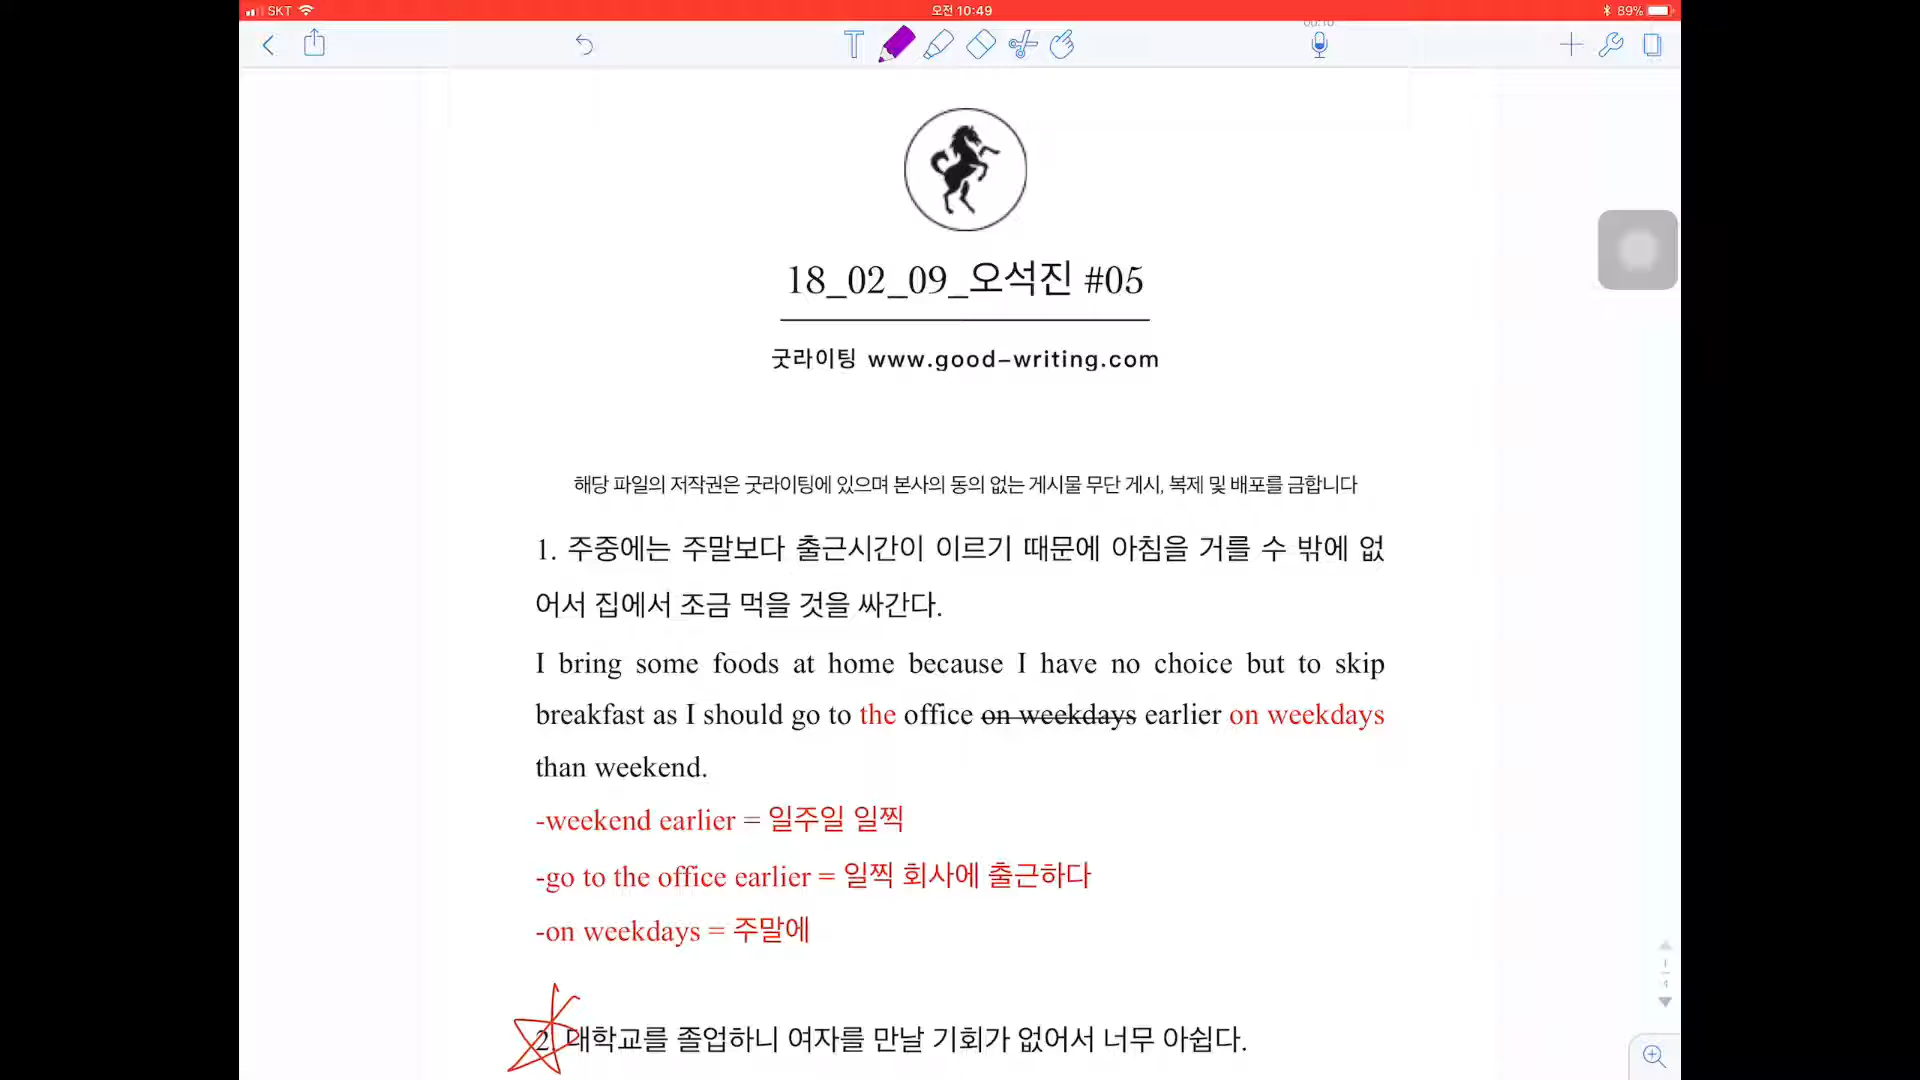 SKT 오전 10:49 89%
T
18_02_09_오석진 #05
굿라이팅 www.good-writing.com
해당 파일의 저작권은 굿라이팅에 있으며 본사의 동의 없는 게시물 무단 게시, 복제 및 배포를 금합니다
1. 주중에는 주말보다 출근시간이 이르기 때문에 아침을 거를 수 밖에 없
어서 집에서 조금 먹을 것을 싸간다.
I bring some foods at home because I have no choice but to skip
breakfast as I should go to the office on weekdays earlier on weekdays
than weekend.
-weekend earlier = 일주일 일찍
-go to the office earlier = 일찍 회사에 출근하다
-on weekdays = 주말에
2. 대학교를 졸업하니 여자를 만날 기회가 없어서 너무 아쉽다.